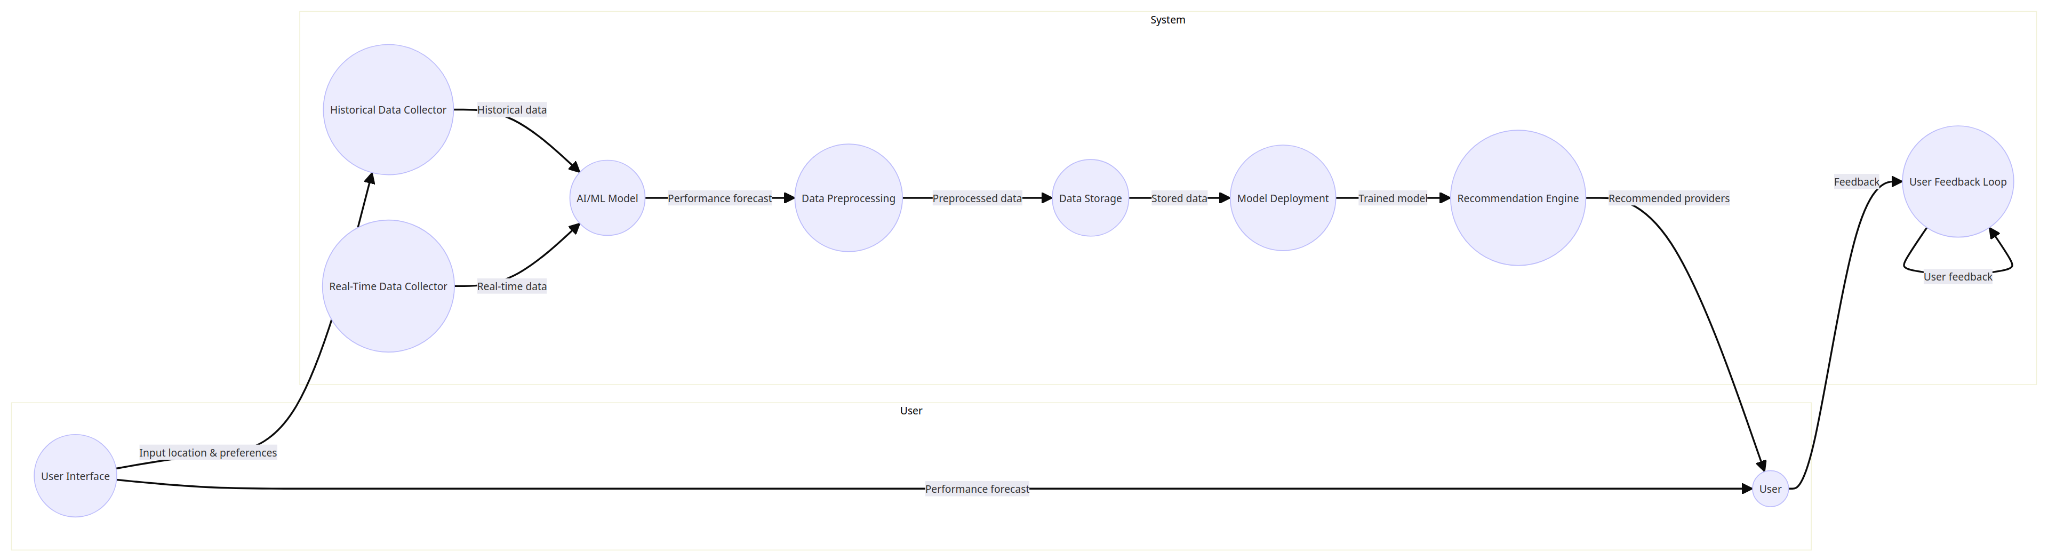 System
Historical Data Collector
Historical data
AI/ML Model
Performance forecast
Data Preprocessing
Preprocessed data
Data Storage
Stored data
Model Deployment
Trained model
Recommendation Engine
Recommended providers
Feedback
User Feedback Loop
User feedback
Real-Time Data Collector
Real-time data
User
Input location & preferences
User Interface
Performance forecast
User